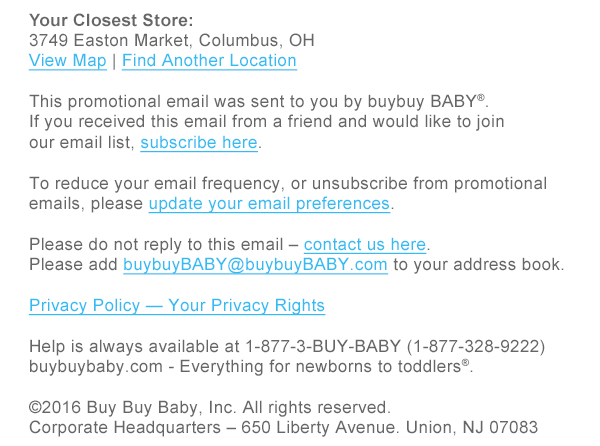 Your Closest Store:
3749 Easton Market, Columbus, OH
View Map | Find Another Location
This promotional email was sent to you by buybuy BABY®.
If you received this email from a friend and would like to join
our email list, subscribe here.
To reduce your email frequency, or unsubscribe from promotional
emails, please update your email preferences.
Please do not reply to this email – contact us here.
Please add buybuyBABY@buybuyBABY.com to your address book.
Privacy Policy — Your Privacy Rights
Help is always available at 1-877-3-BUY-BABY (1-877-328-9222)
buybuybaby.com - Everything for newborns to toddlers®.
©2016 Buy Buy Baby, Inc. All rights reserved.
Corporate Headquarters – 650 Liberty Avenue. Union, NJ 07083